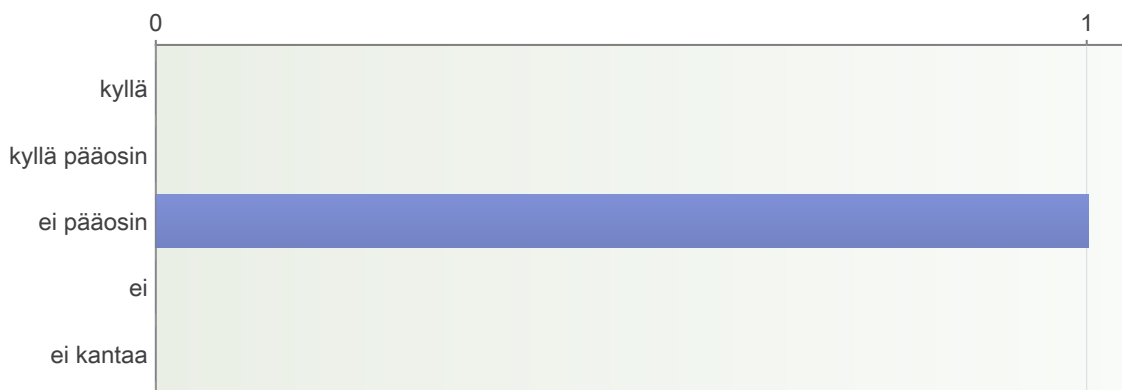 0 1
kyllä
kyllä pääosin
ei pääosin
ei
ei kantaa